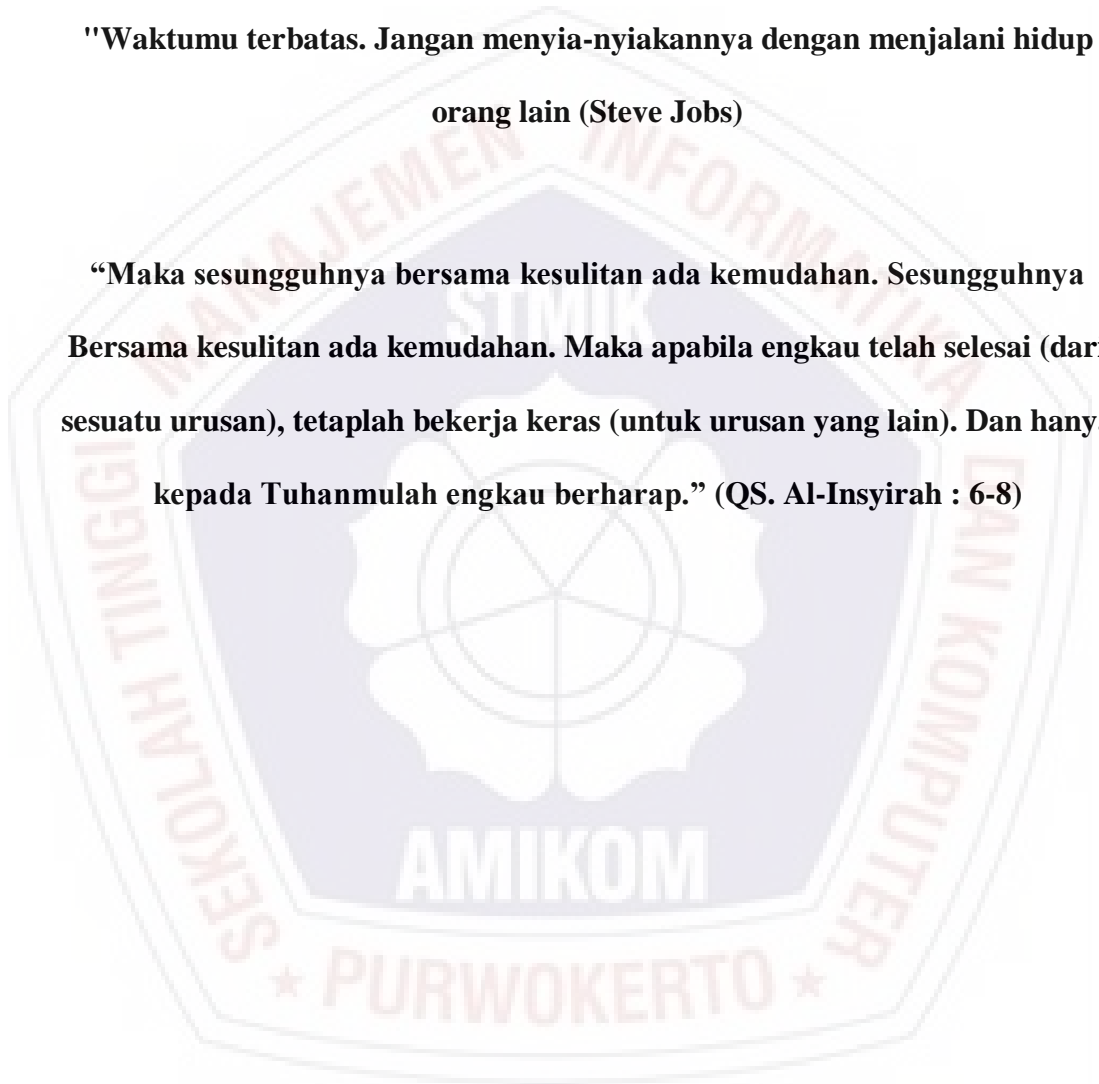 "Waktumu terbatas. Jangan menyia-nyiakannya dengan menjalani hidup
orang lain (Steve Jobs)
“Maka sesungguhnya bersama kesulitan ada kemudahan. Sesungguhnya
Bersama kesulitan ada kemudahan. Maka apabila engkau telah selesai (dari
sesuatu urusan), tetaplah bekerja keras (untuk urusan yang lain). Dan hany
kepada Tuhanmulah engkau berharap.” (QS. Al-Insyirah : 6-8)
SEKOLAH TINGGI MANAJEMEN INFORMATIKA DAN KOMPUTER
STMIK
AMIKOM
* PURWOKERTO *